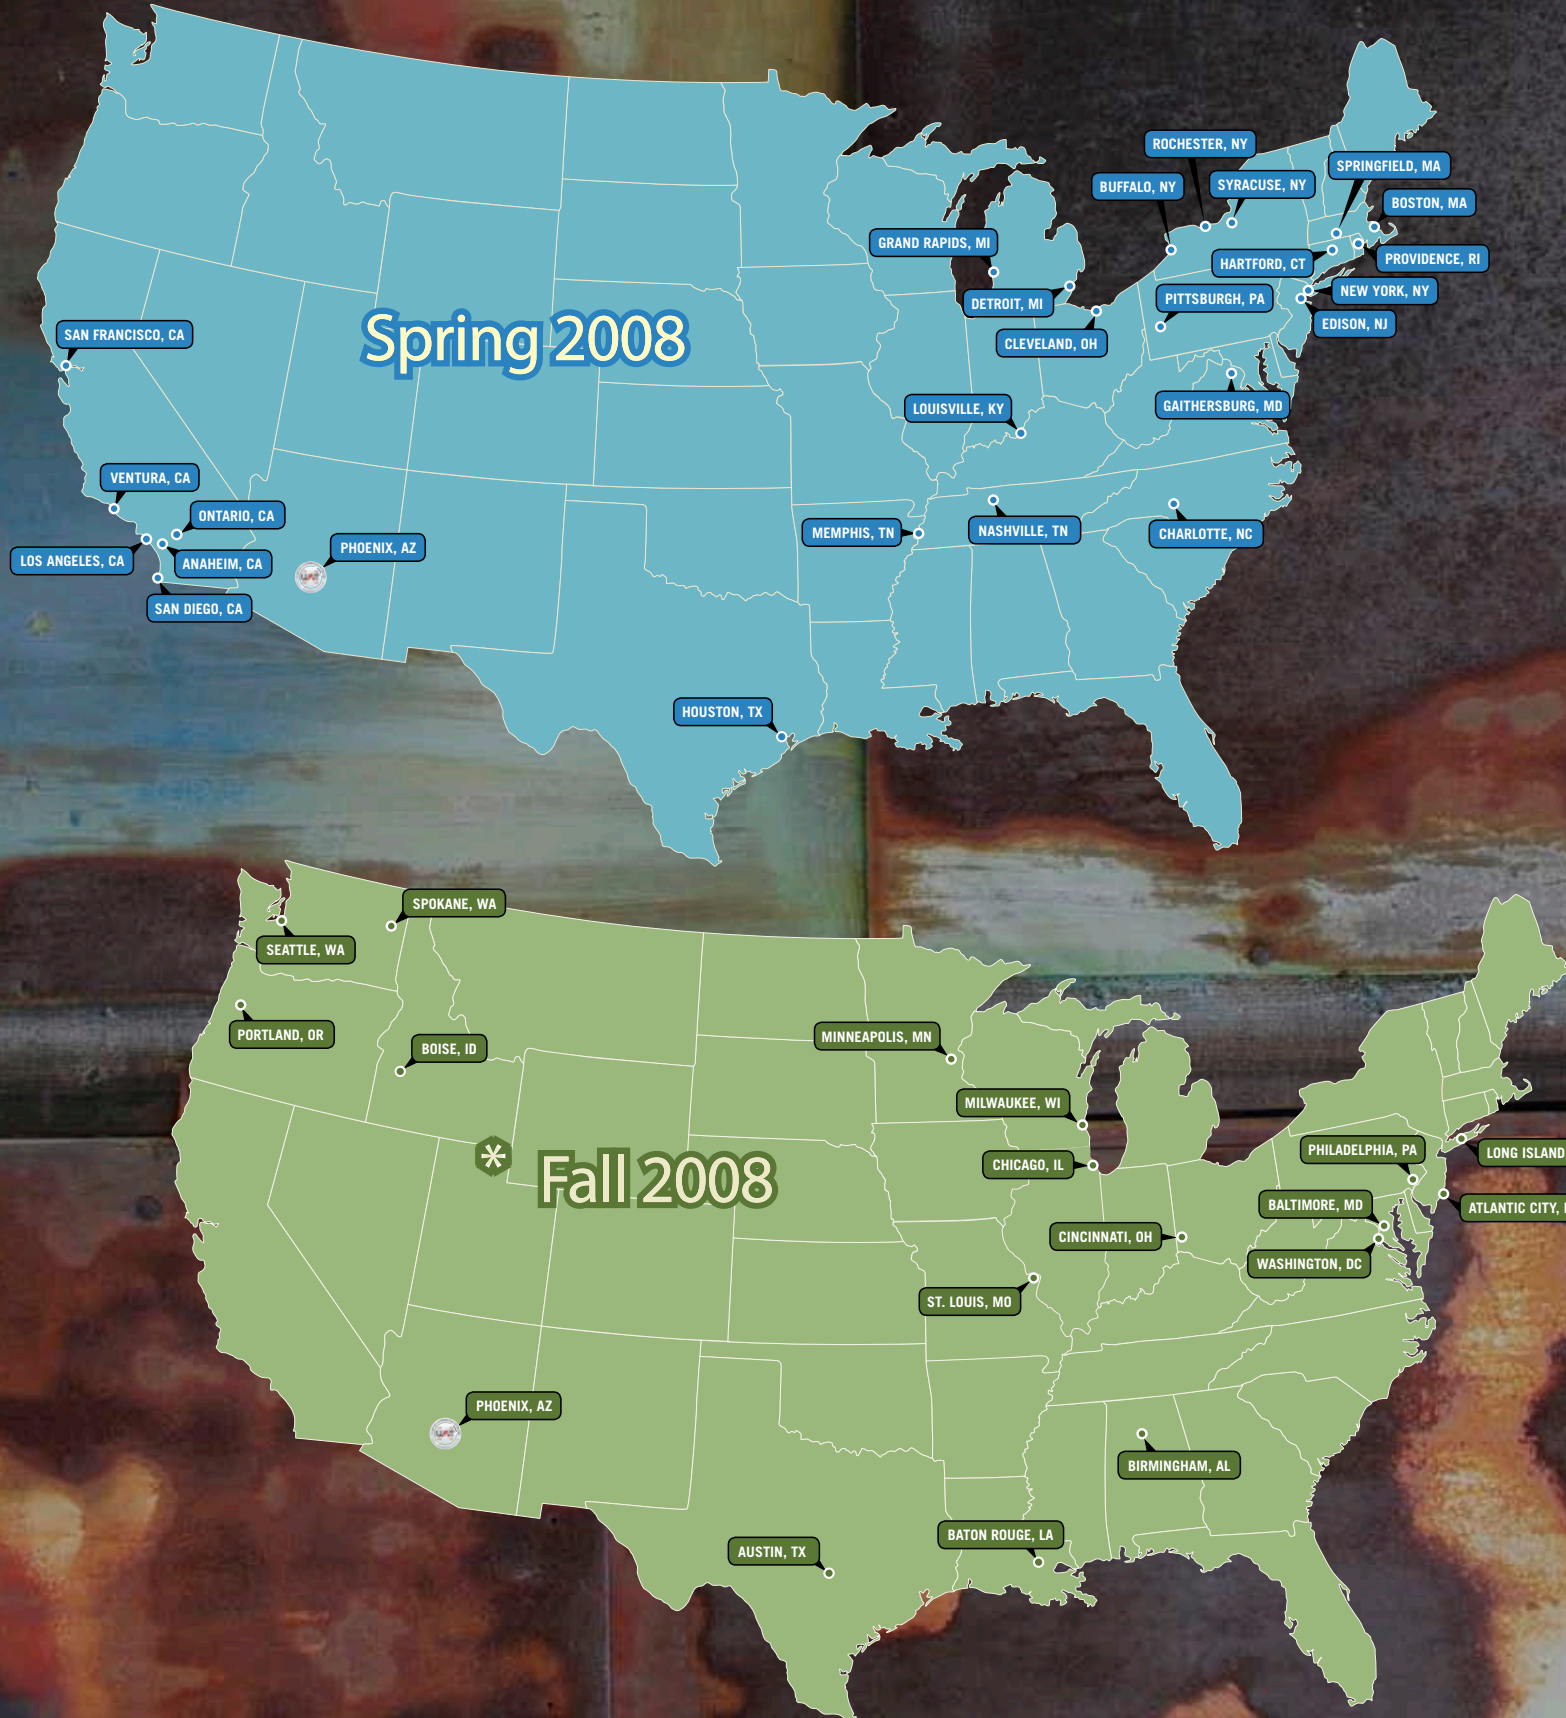 ROCHESTER, NY
SPRINGFIELD, MA
BUFFALO, NY
SYRACUSE, NY
BOSTON, MA
GRAND RAPIDS, MI
HARTFORD, CT
PROVIDENCE, RI
DETROIT, MI
PITTSBURGH, PA
NEW YORK, NY
EDISON, NJ
SAN FRANCISCO, CA
Spring 2008
CLEVELAND, OH
LOUISVILLE, KY
GAITHERSBURG, MD
VENTURA, CA
ONTARIO, CA
MEMPHIS, TN
NASHVILLE, TN
CHARLOTTE, NC
LOS ANGELES, CA
ANAHEIM, CA
PHOENIX, AZ
SAN DIEGO, CA
HOUSTON, TX
SPOKANE, WA
SEATTLE, WA
PORTLAND, OR
BOISE, ID
MINNEAPOLIS, MN
MILWAUKEE, WI
PHILADELPHIA, PA
LONG ISLAND
CHICAGO, IL
* Fall 2008
BALTIMORE, MD
ATLANTIC CITY,
CINCINNATI, OH
WASHINGTON, DC
ST. LOUIS, MO
PHOENIX, AZ
BIRMINGHAM, AL
BATON ROUGE, LA
AUSTIN, TX